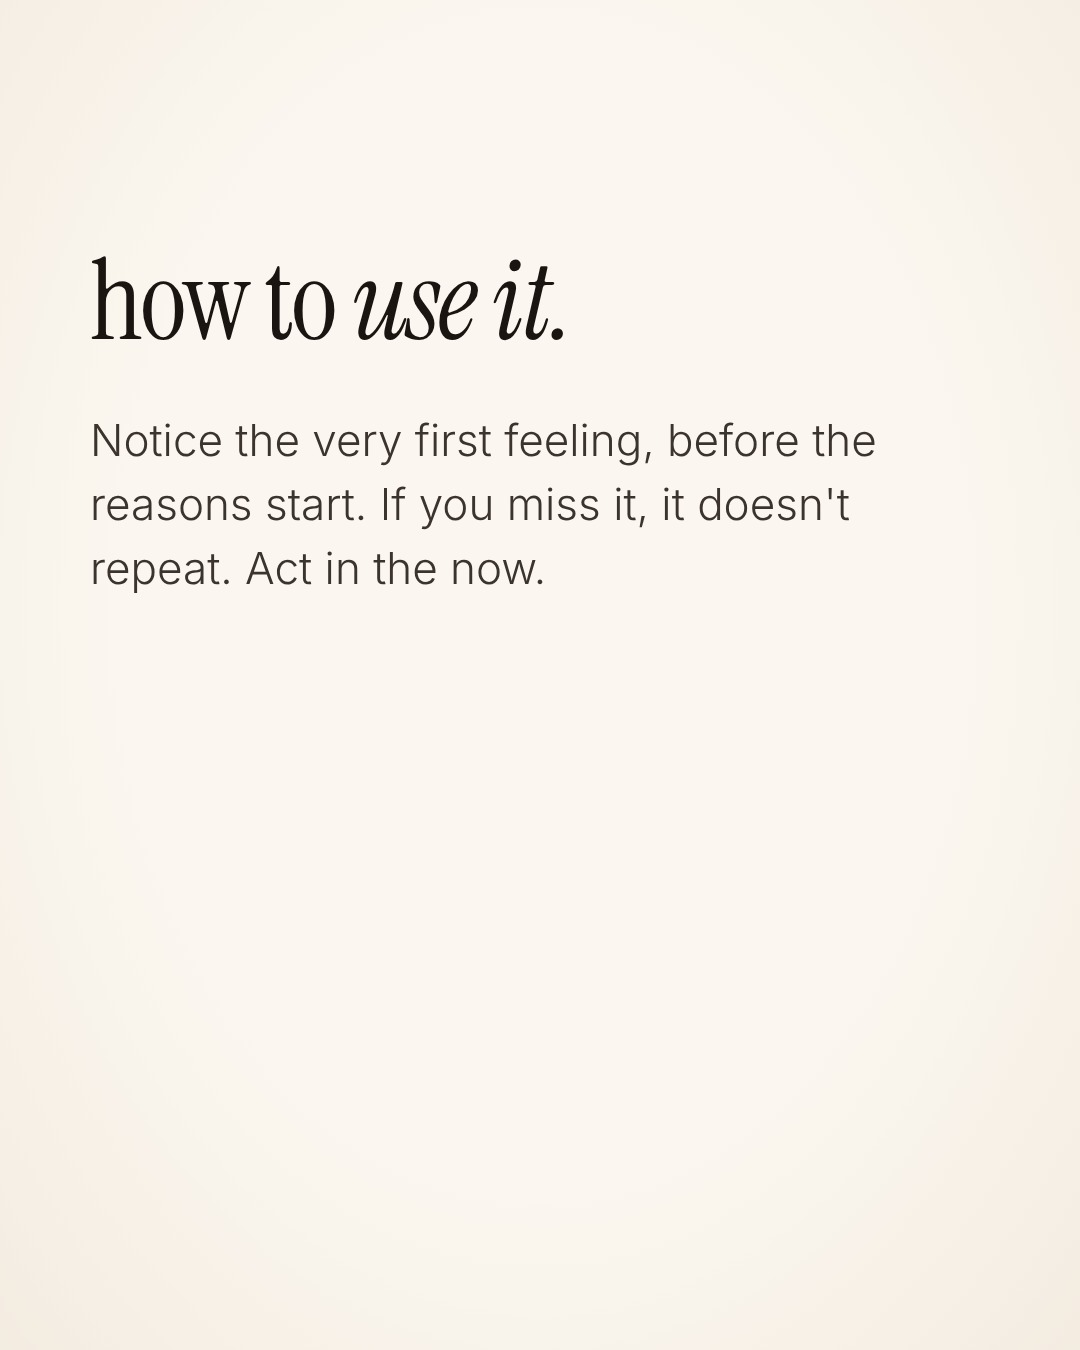 how to use it.
Notice the very first feeling, before the
reasons start. If you miss it, it doesn't
repeat. Act in the now.